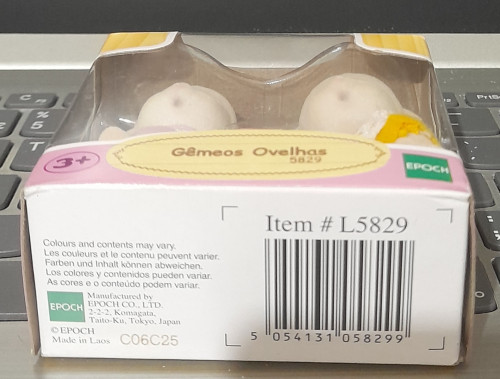 3+
Gêmeos Ovelhas
5829
EPOCH
Item # L5829
Colours and contents may vary.
Les couleurs et le contenu peuvent varier.
Farben und Inhalt können abweichen.
Los colores y contenidos pueden variar.
As cores e o conteúdo podem variar.
EPOCH
Manufactured by
EPOCH CO., LTD.
2-2-2, Komagata,
Taito-Ku, Tokyo, Japan
©EPOCH
Made in Laos C06C25
5 054131 058299
C
%
5
T
PrtS